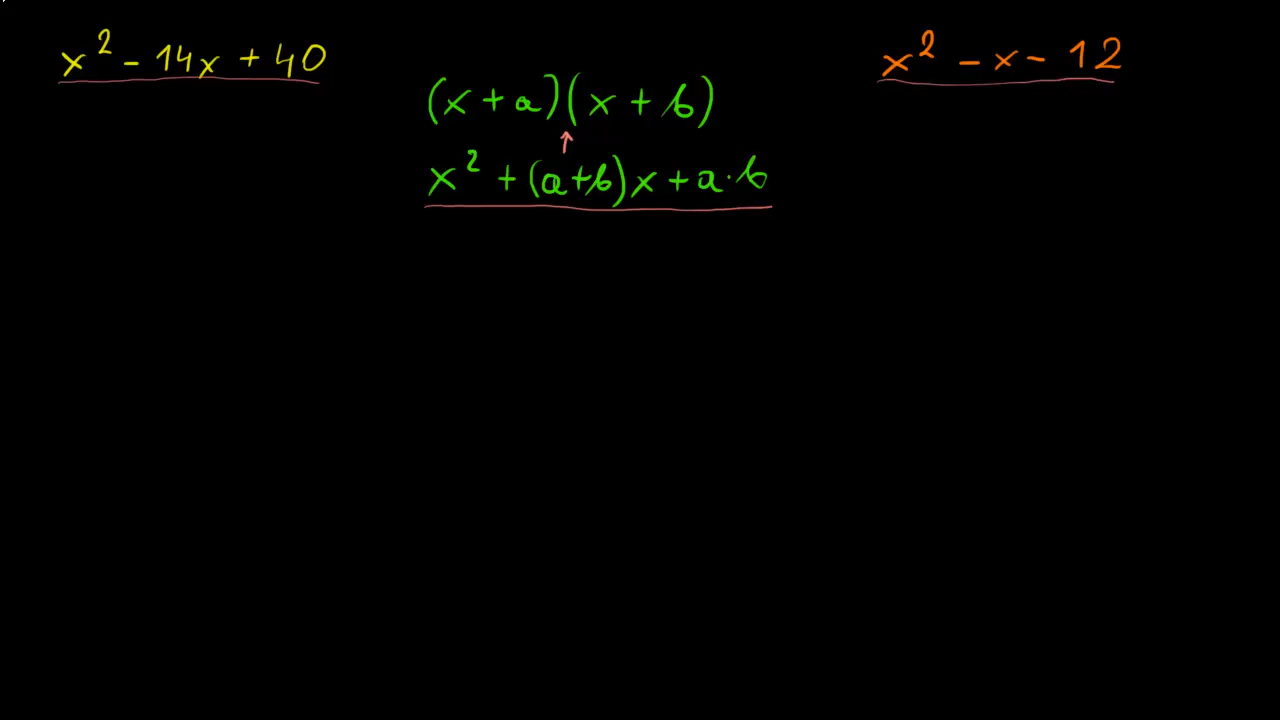 x² - 14x + 40
(x + a)(x + b)
x² + (a+b)x + a·b
x² - x - 12